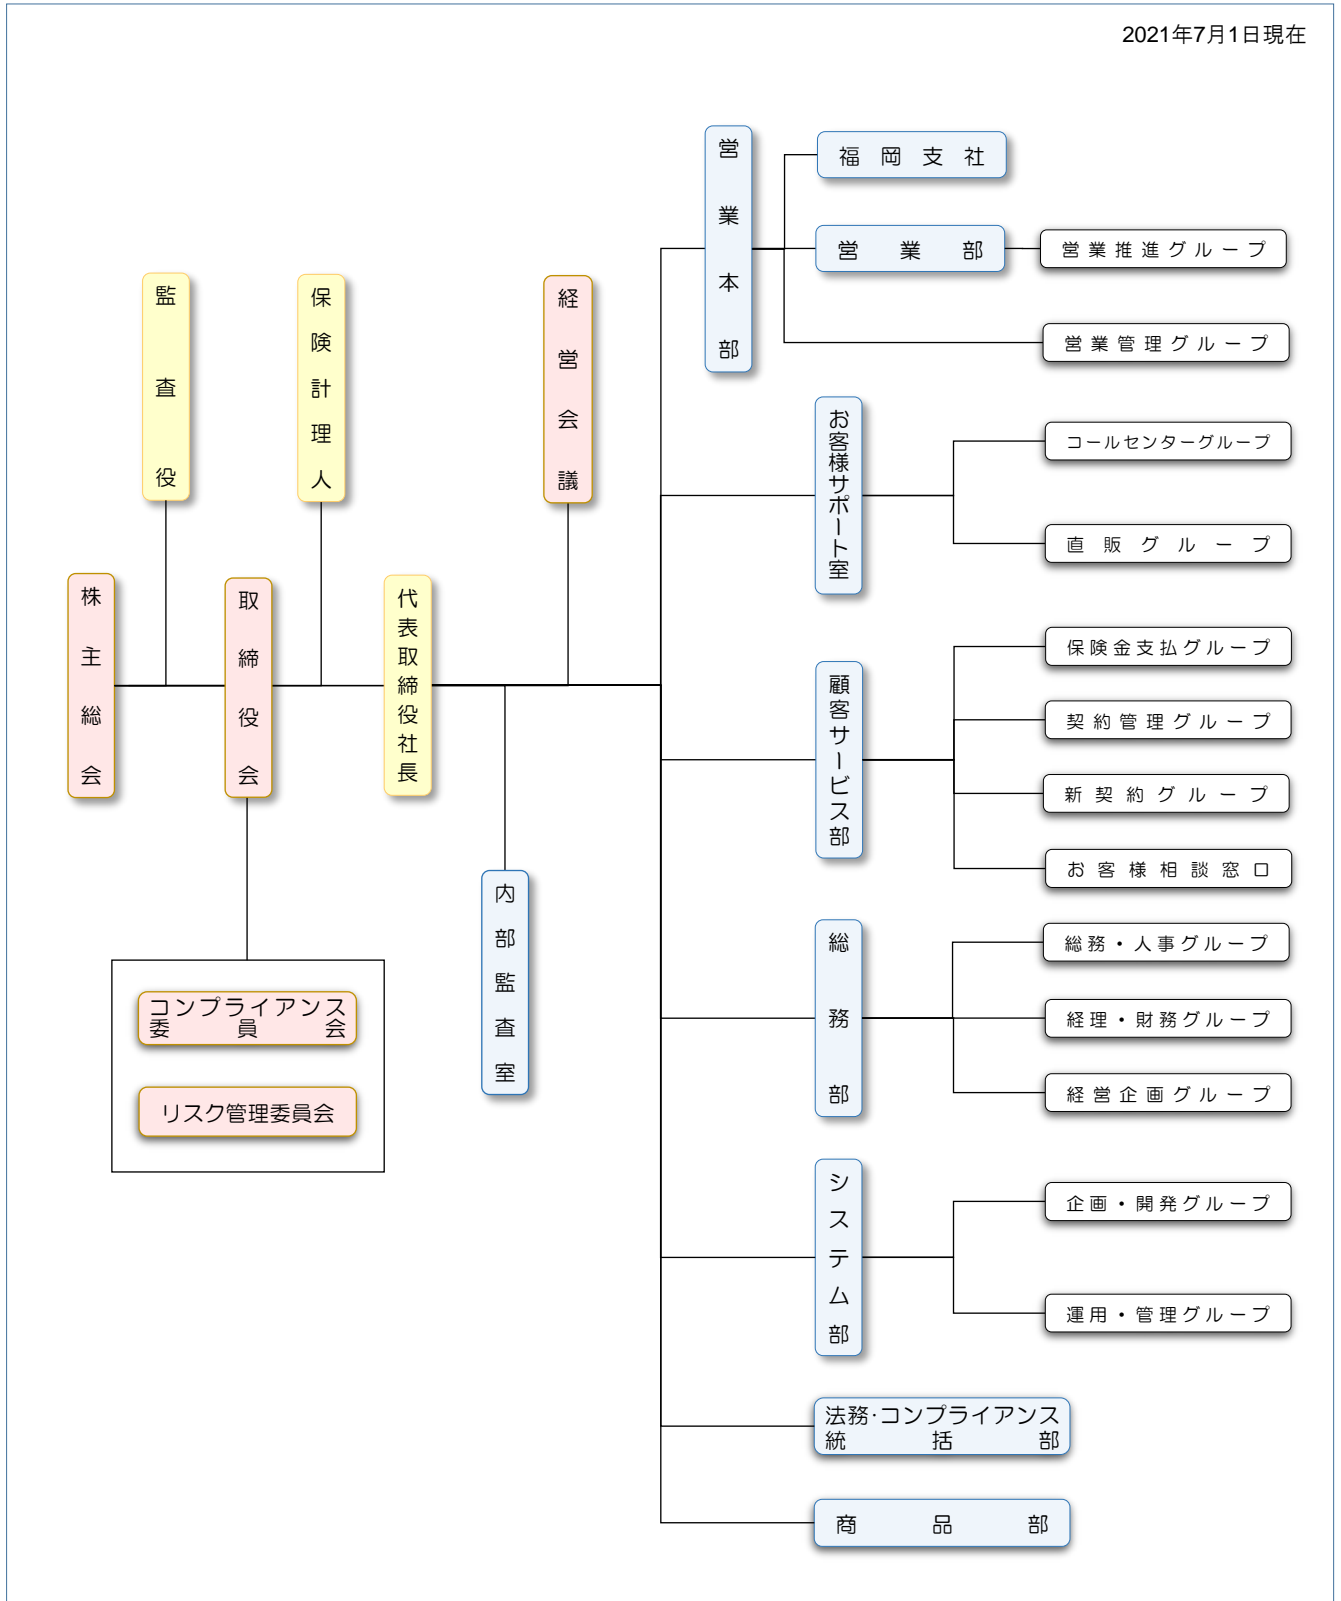 2021年7月1日現在
監査役
保険計理人
経営会議
株主総会
取締役会
代表取締役社長
内部監査室
コンプライアンス
委員会
リスク管理委員会
営業本部
福岡支社
営業部
営業推進グループ
営業管理グループ
お客様サポート室
コールセンターグループ
直販グループ
顧客サービス部
保険金支払グループ
契約管理グループ
新契約グループ
お客様相談窓口
総務部
総務・人事グループ
経理・財務グループ
経営企画グループ
システム部
企画・開発グループ
運用・管理グループ
法務・コンプライアンス
統括部
商品部